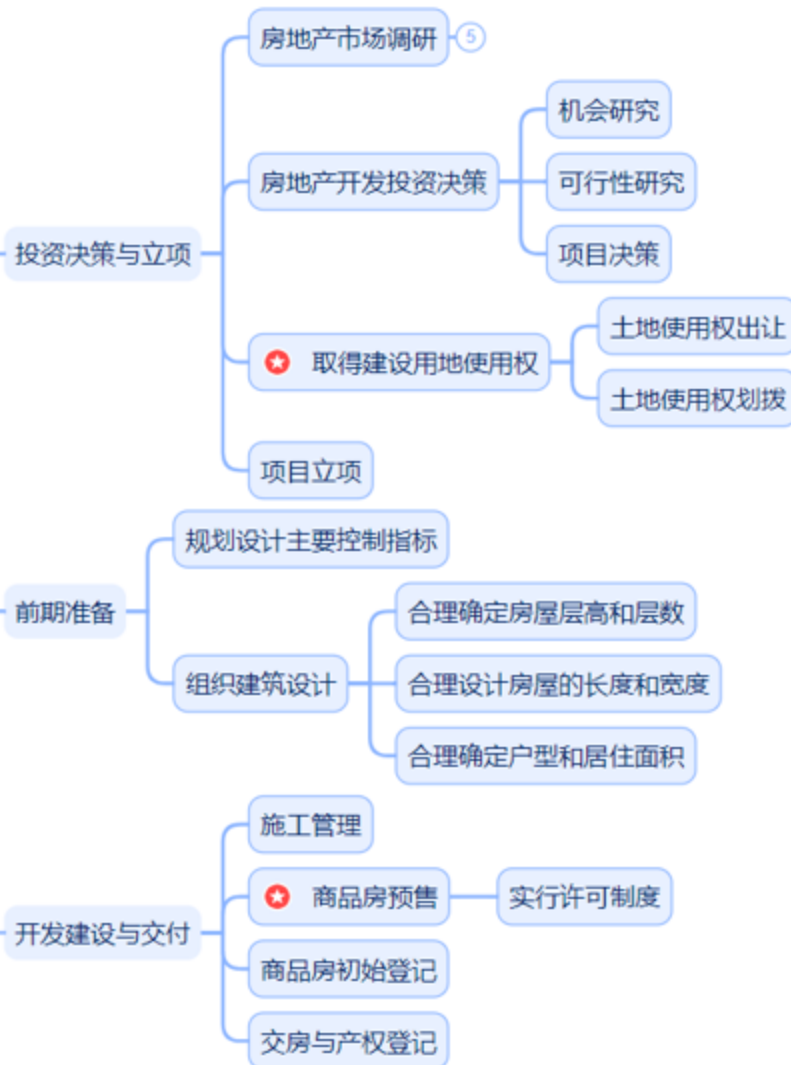 房地产市场调研
5
机会研究
房地产开发投资决策
可行性研究
投资决策与立项
项目决策
土地使用权出让
取得建设用地使用权
土地使用权划拨
项目立项
规划设计主要控制指标
前期准备
合理确定房屋层高和层数
组织建筑设计
合理设计房屋的长度和宽度
合理确定户型和居住面积
施工管理
商品房预售
实行许可制度
开发建设与交付
商品房初始登记
交房与产权登记